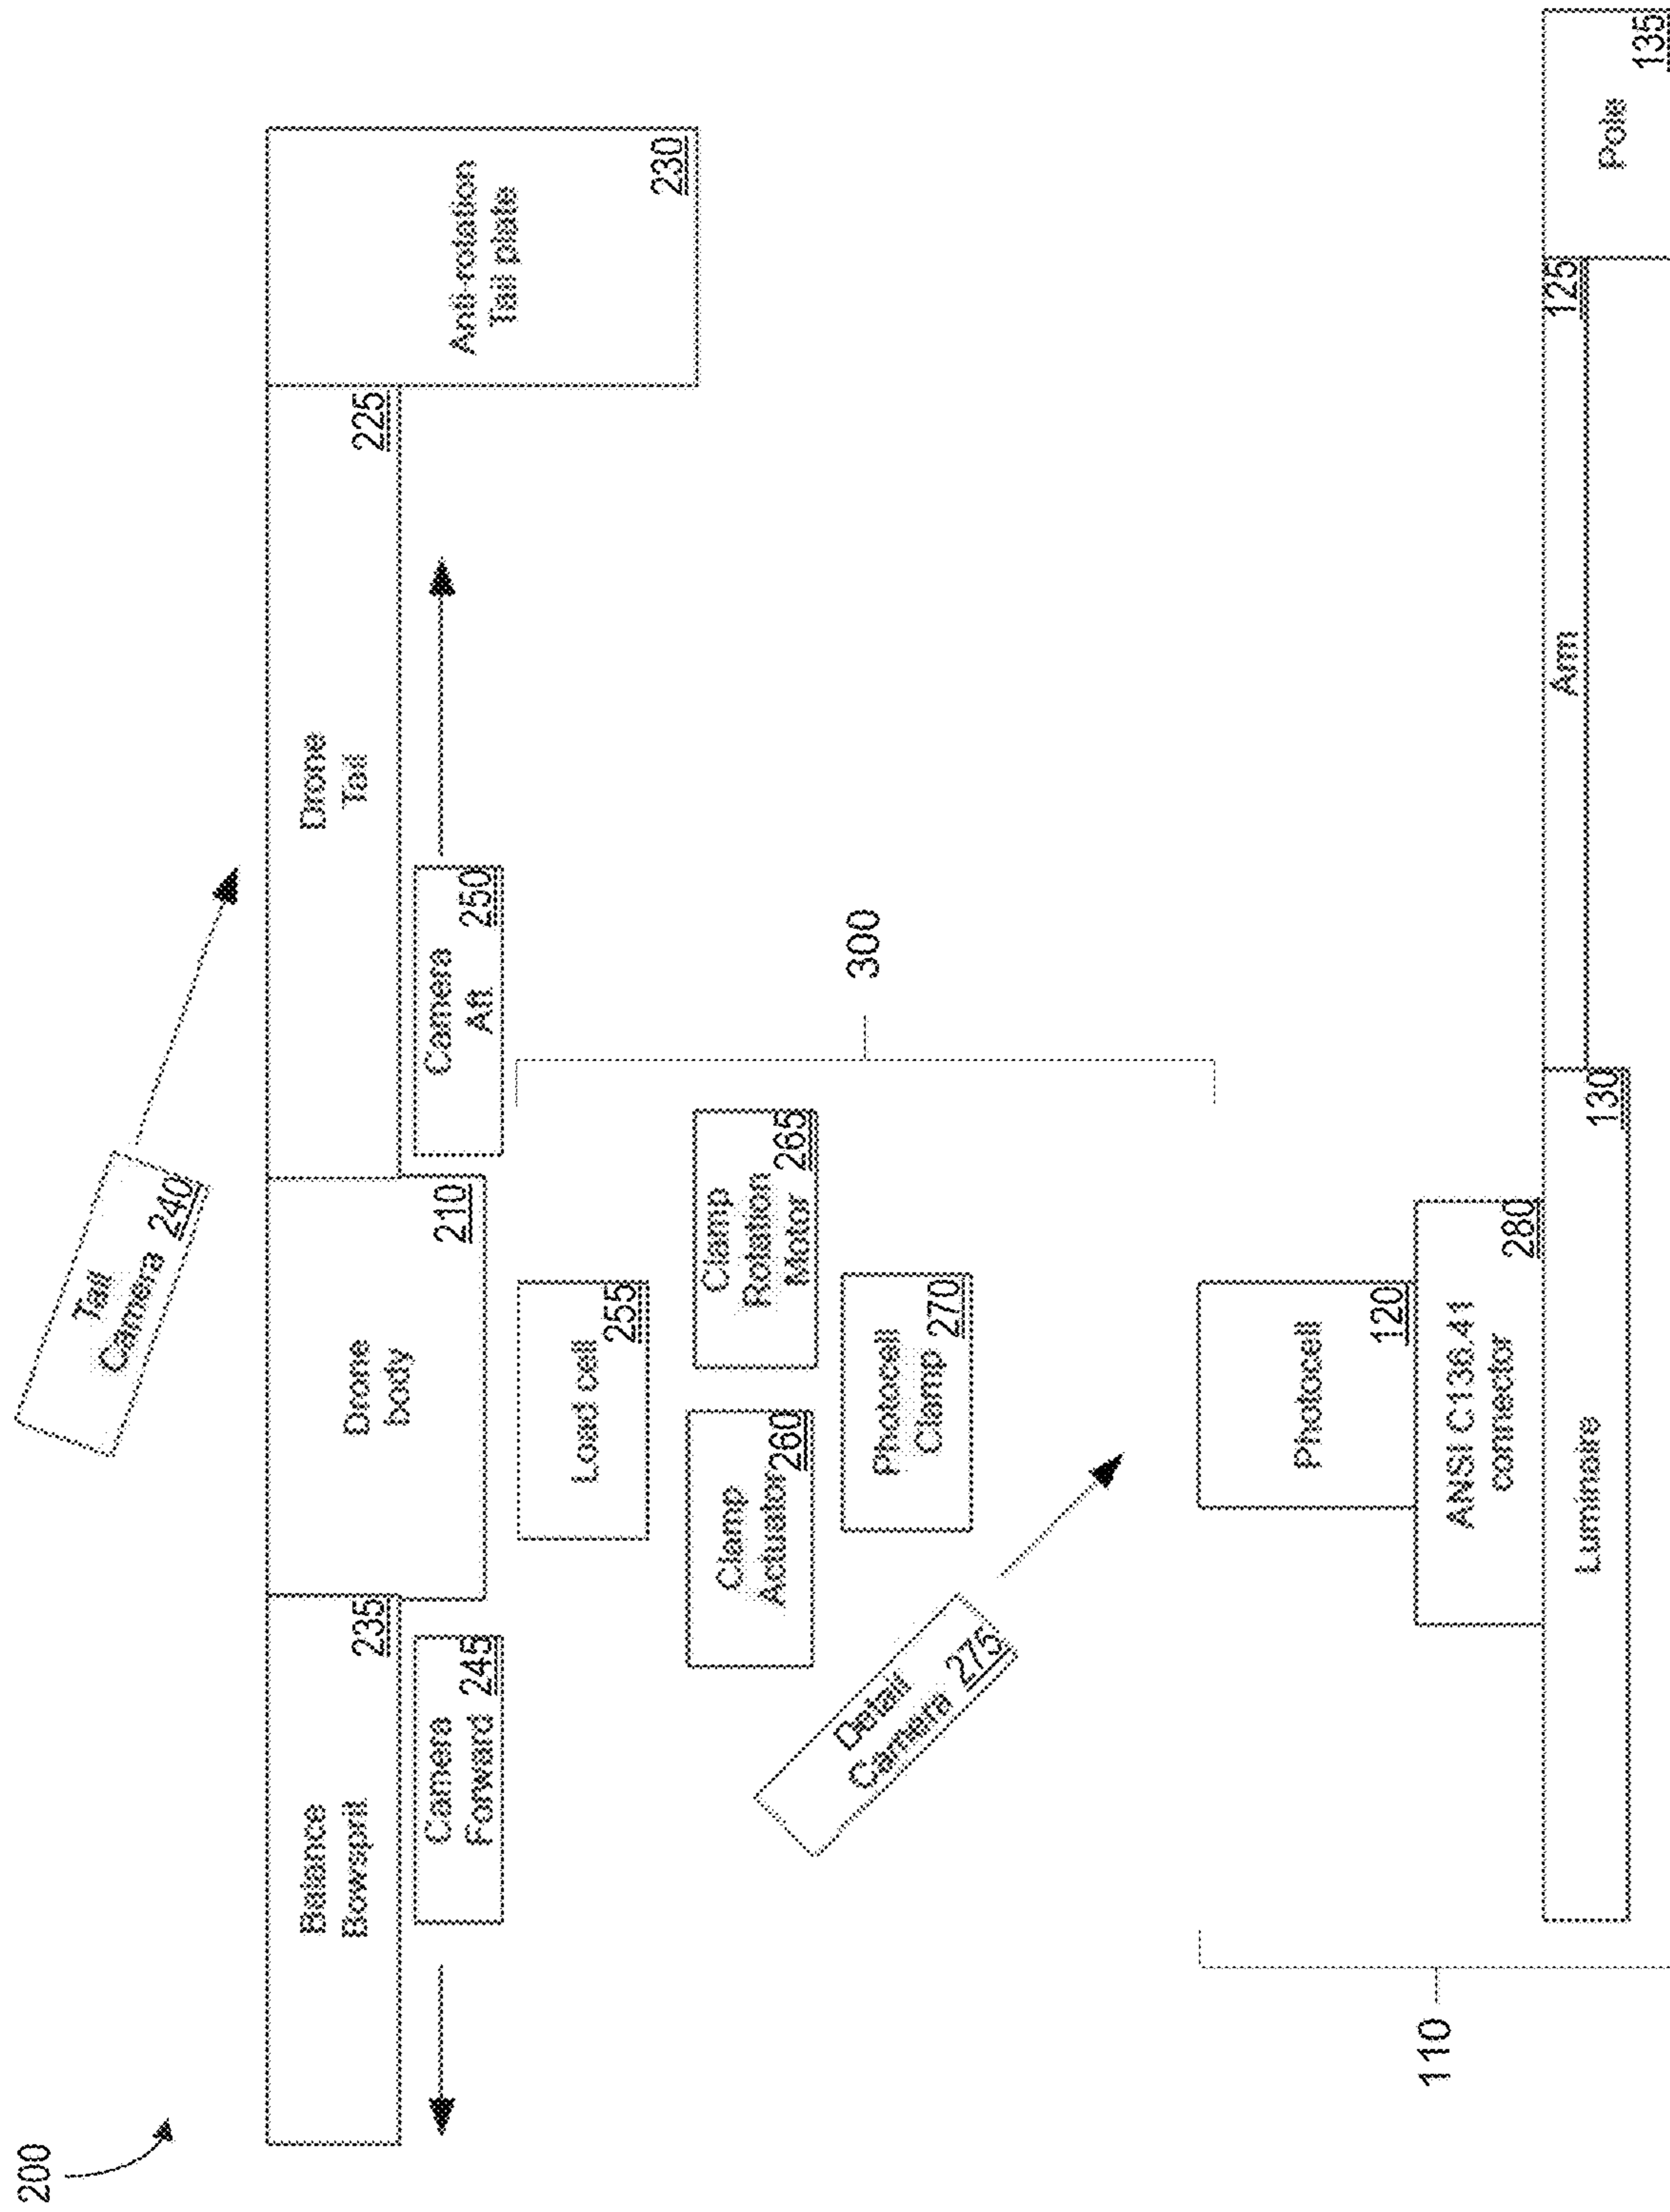 200
Tail
Camera 240
Balance
Bowsprit
235
Drone
body
210
Drone
Tail
225
Anti-rotation
Tail plate
230
Camera
Forward 245
Camera
Aft 250
Load cell
255
Clamp
Actuator 260
Clamp
Rotation
Motor 265
Photocell
Clamp 270
300
Detail
Camera 275
110
Photocell
120
ANSI C136.41
connector
280
Luminaire
130
Arm
125
Pole
135